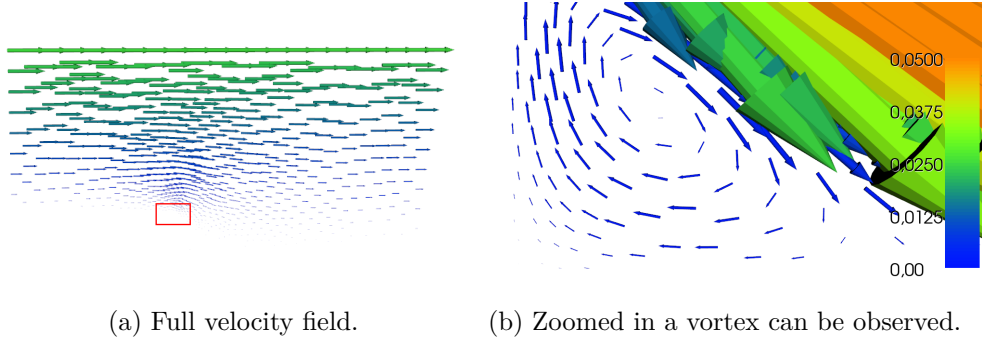 0,0500
0,0375
0,0250
0,0125
0,00
(a) Full velocity field.
(b) Zoomed in a vortex can be observed.